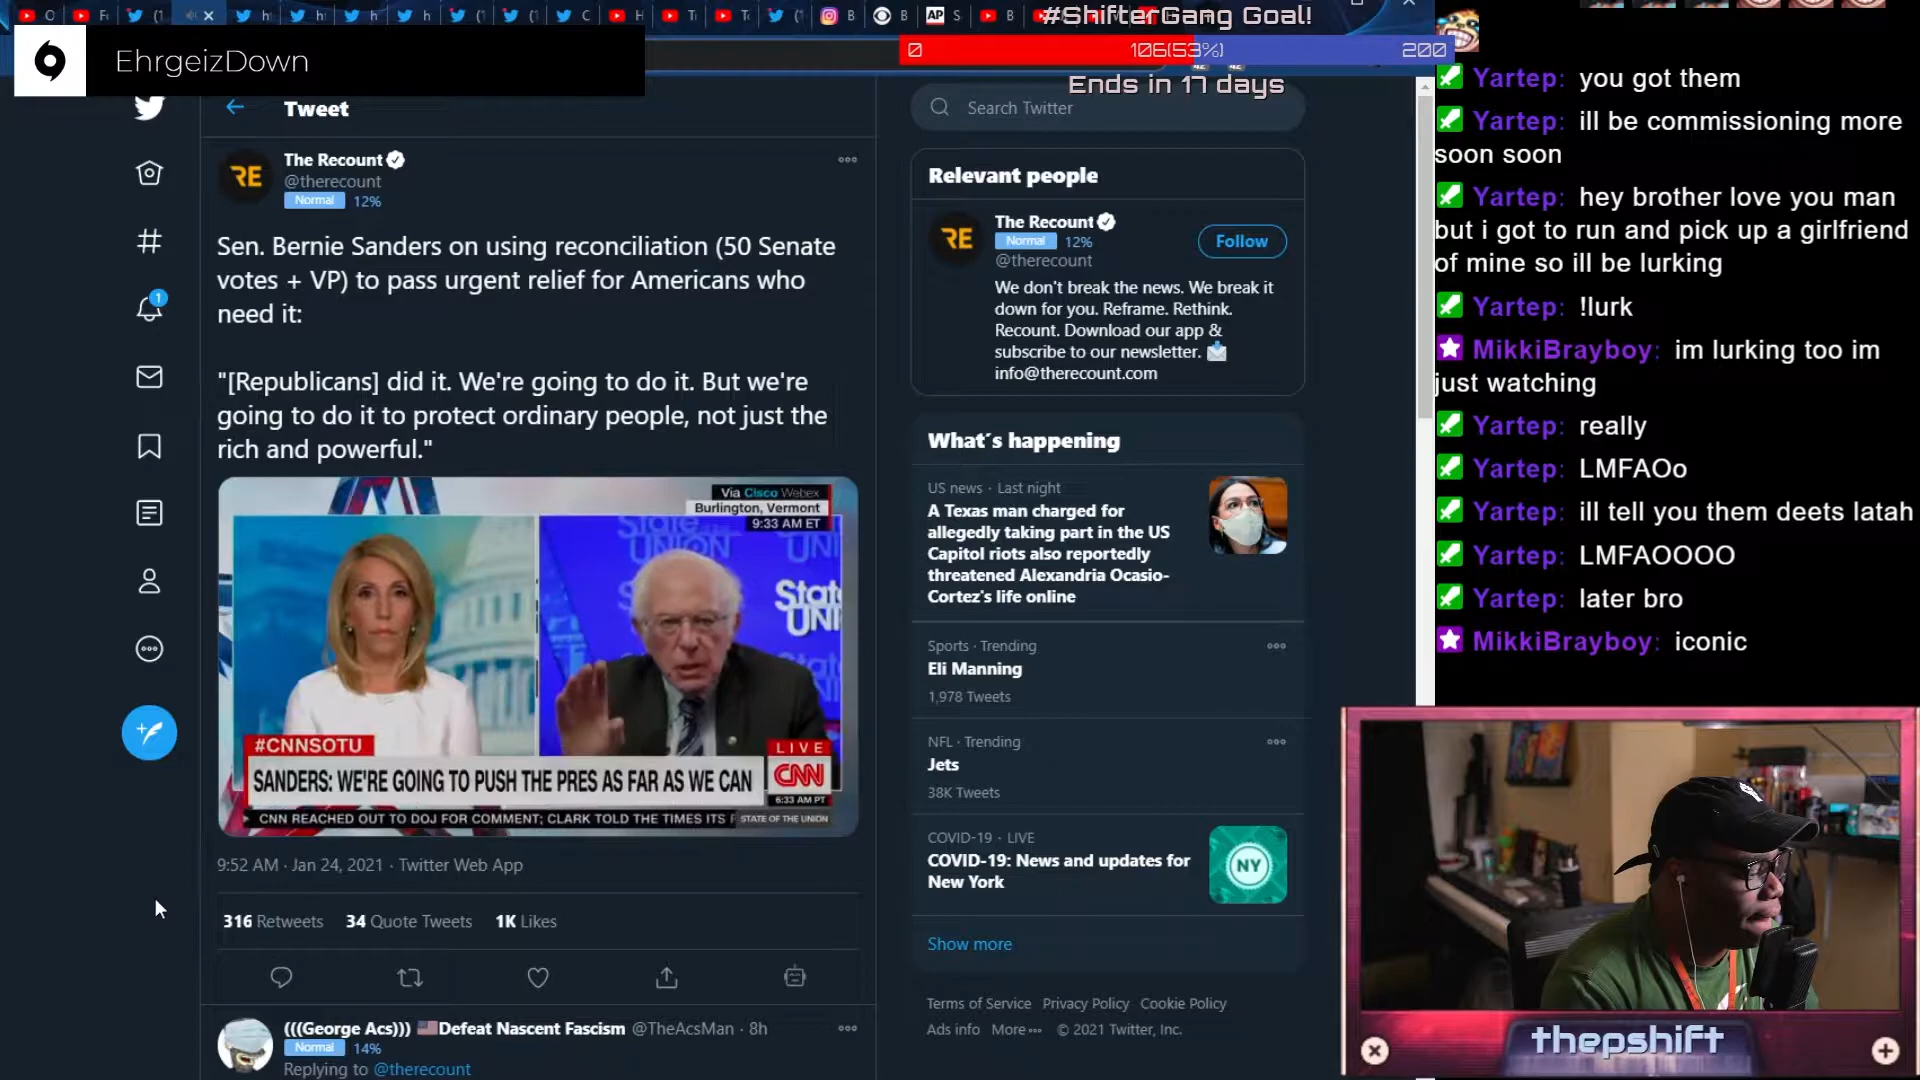 #ShifterGang Goal!
0
106(53%)
200
Ends in 17 days
EhrgeizDown
Tweet
The Recount
@therecount
Normal 12%
Sen. Bernie Sanders on using reconciliation (50 Senate
votes + VP) to pass urgent relief for Americans who
need it:
"[Republicans] did it. We're going to do it. But we're
going to do it to protect ordinary people, not just the
rich and powerful."
Via Cisco Webex
Burlington, Vermont
9:33 AM ET
#CNNSOTU
LIVE
SANDERS: WE'RE GOING TO PUSH THE PRES AS FAR AS WE CAN
CNN
6:33 AM PT
CNN REACHED OUT TO DOJ FOR COMMENT; CLARK TOLD THE TIMES ITS
STATE OF THE UNION
9:52 AM · Jan 24, 2021 · Twitter Web App
316 Retweets 34 Quote Tweets 1K Likes
(((George Acs))) Defeat Nascent Fascism @TheAcsMan · 8h
Normal 14%
Replying to @therecount
Search Twitter
Relevant people
The Recount
Normal 12%
@therecount
Follow
We don't break the news. We break it
down for you. Reframe. Rethink.
Recount. Download our app &
subscribe to our newsletter.
info@therecount.com
What's happening
US news · Last night
A Texas man charged for
allegedly taking part in the US
Capitol riots also reportedly
threatened Alexandria Ocasio-
Cortez's life online
Sports · Trending
Eli Manning
1,978 Tweets
NFL · Trending
Jets
38K Tweets
COVID-19 · LIVE
COVID-19: News and updates for
New York
NY
Show more
Terms of Service Privacy Policy Cookie Policy
Ads info More © 2021 Twitter, Inc.
Yartep: you got them
Yartep: ill be commissioning more
soon soon
Yartep: hey brother love you man
but i got to run and pick up a girlfriend
of mine so ill be lurking
Yartep: !lurk
MikkiBrayboy: im lurking too im
just watching
Yartep: really
Yartep: LMFAOo
Yartep: ill tell you them deets latah
Yartep: LMFAOOOO
Yartep: later bro
MikkiBrayboy: iconic
thepshift